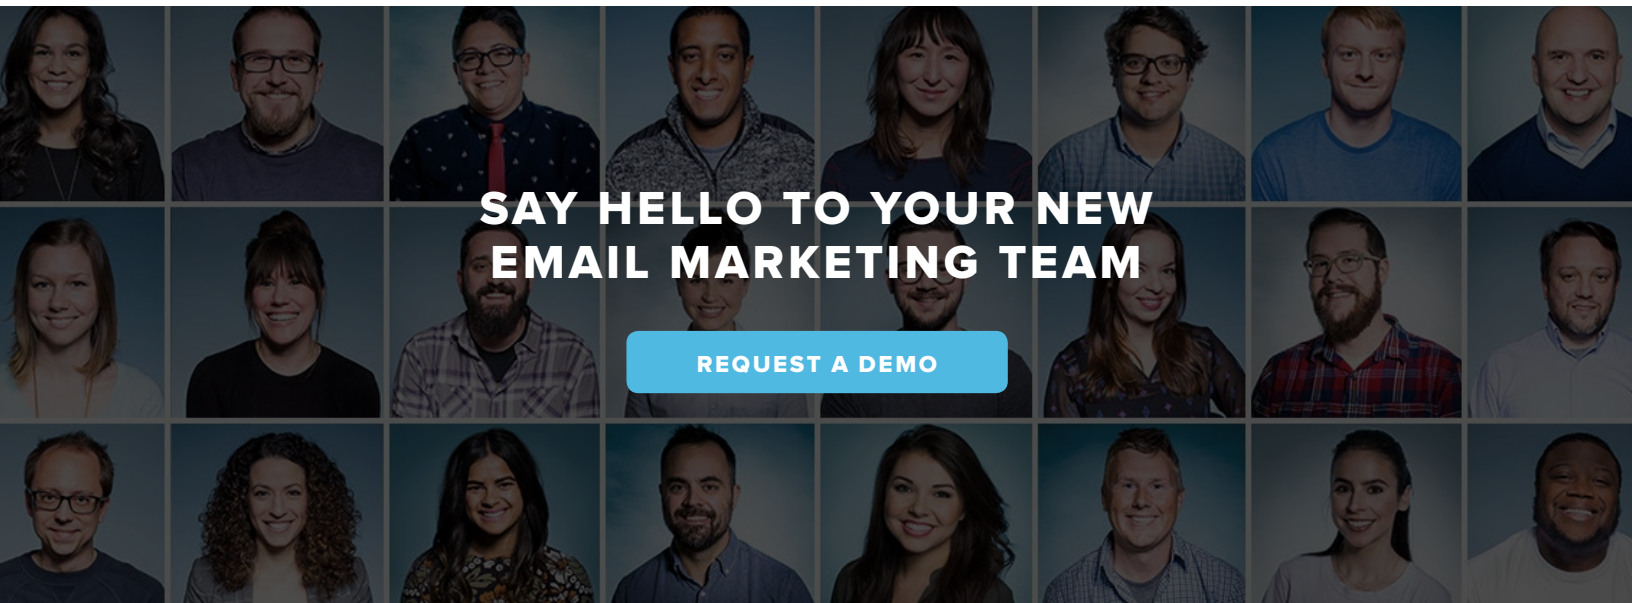 SAY HELLO TO YOUR NEW
EMAIL MARKETING TEAM
REQUEST A DEMO